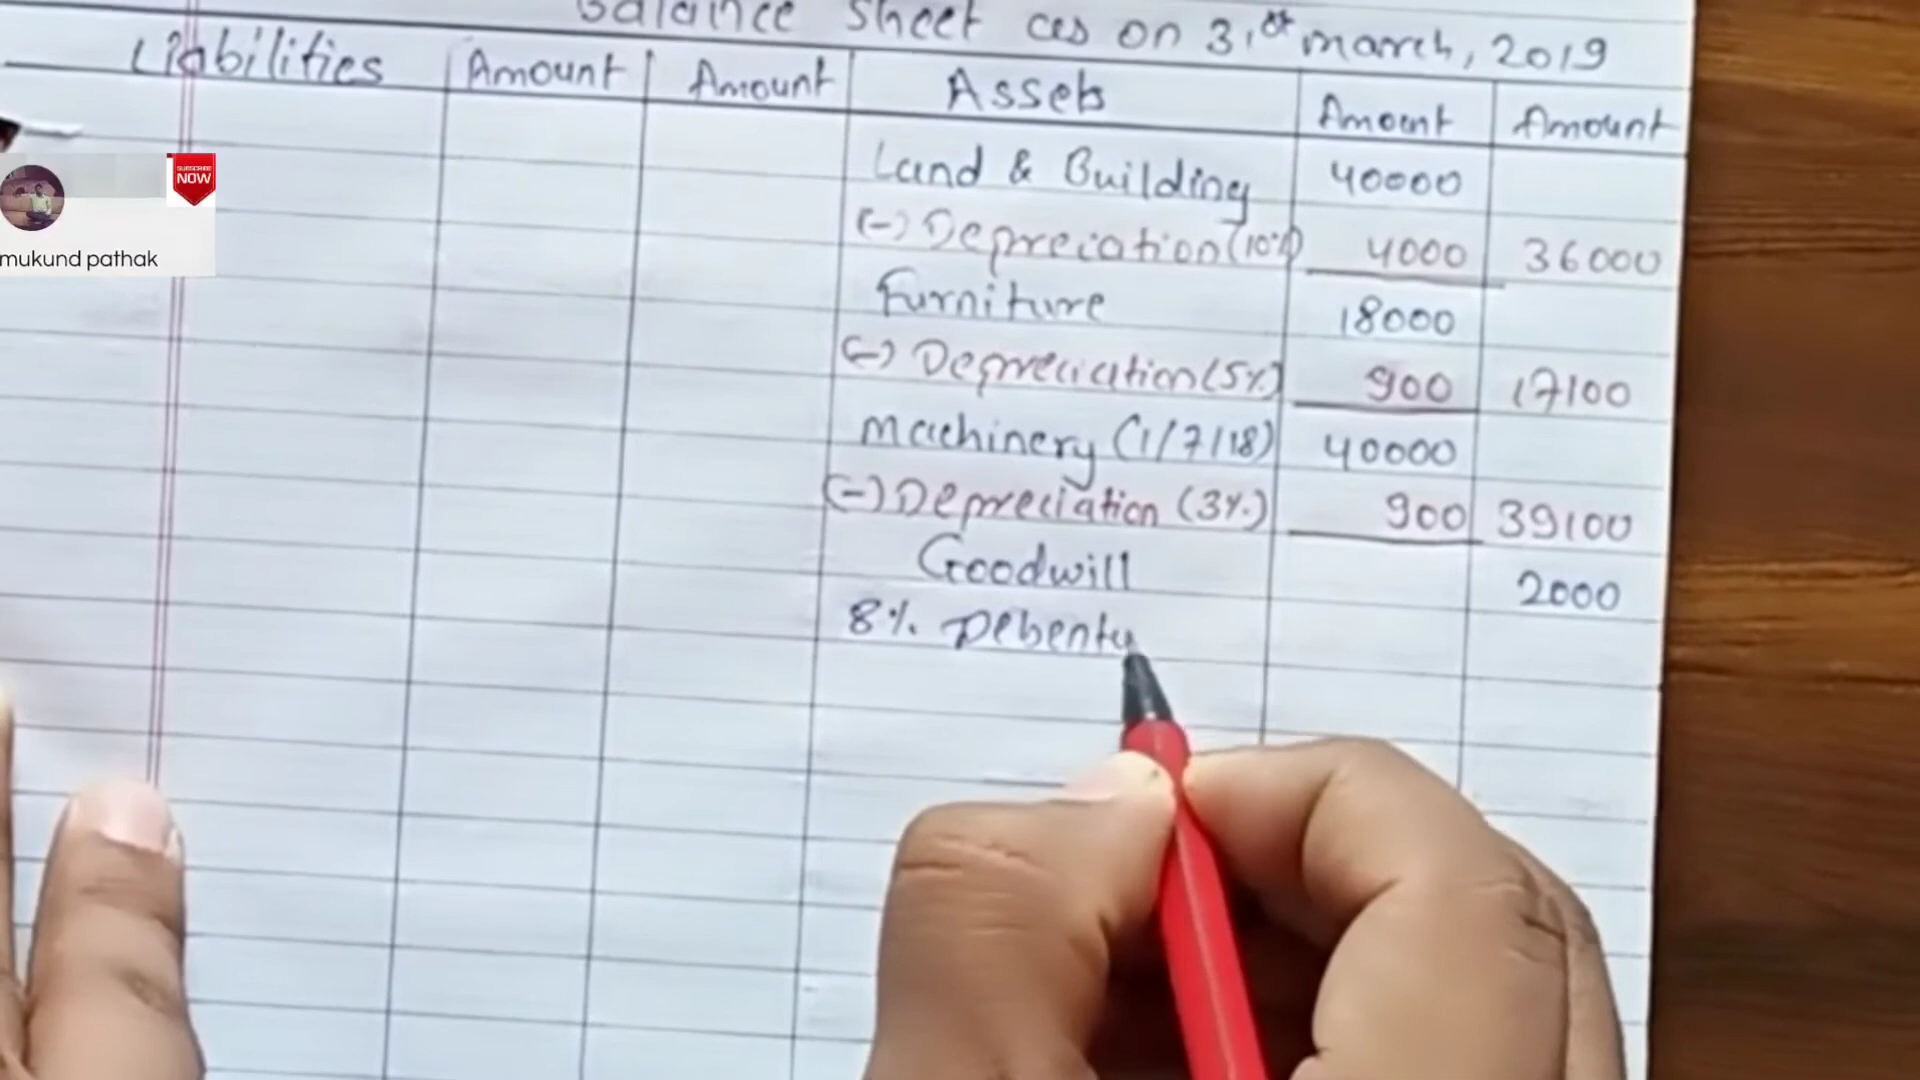 Balance Sheet as on 31st march, 2019
Liabilities Amount Amount Assets Amount Amount
Land & Building 40000
(-) Depreciation (10%) 4000 36000
Furniture 18000
(-) Depreciation (5%) 900 17100
Machinery (1/7/18) 40000
(-) Depreciation (3%) 900 39100
Goodwill 2000
8% Debentu
SUBSCRIBE
NOW
mukund pathak